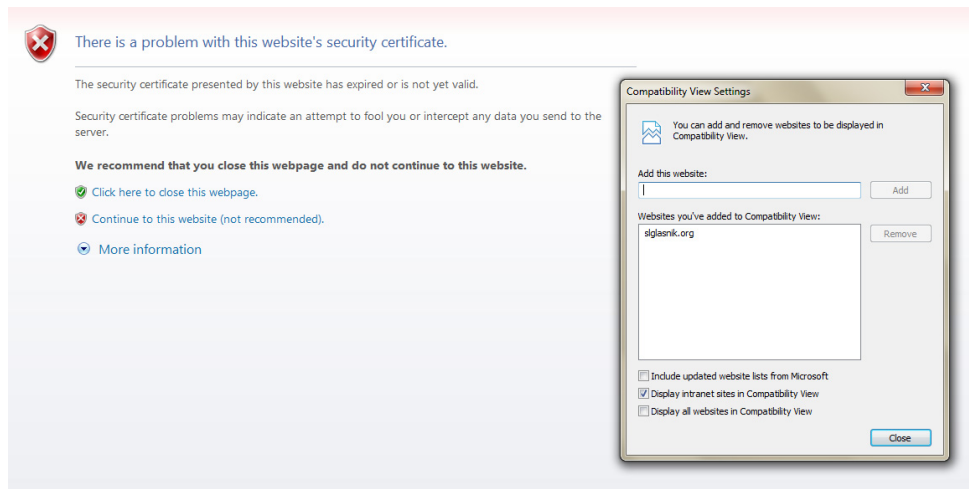 There is a problem with this website's security certificate.
The security certificate presented by this website has expired or is not yet valid.
Security certificate problems may indicate an attempt to fool you or intercept any data you send to the
server.
We recommend that you close this webpage and do not continue to this website.
Click here to close this webpage.
Continue to this website (not recommended).
More information
Compatibility View Settings
You can add and remove websites to be displayed in
Compatibility View.
Add this website:
Add
Websites you've added to Compatibility View:
slglasnik.org
Remove
Include updated website lists from Microsoft
Display intranet sites in Compatibility View
Display all websites in Compatibility View
Close